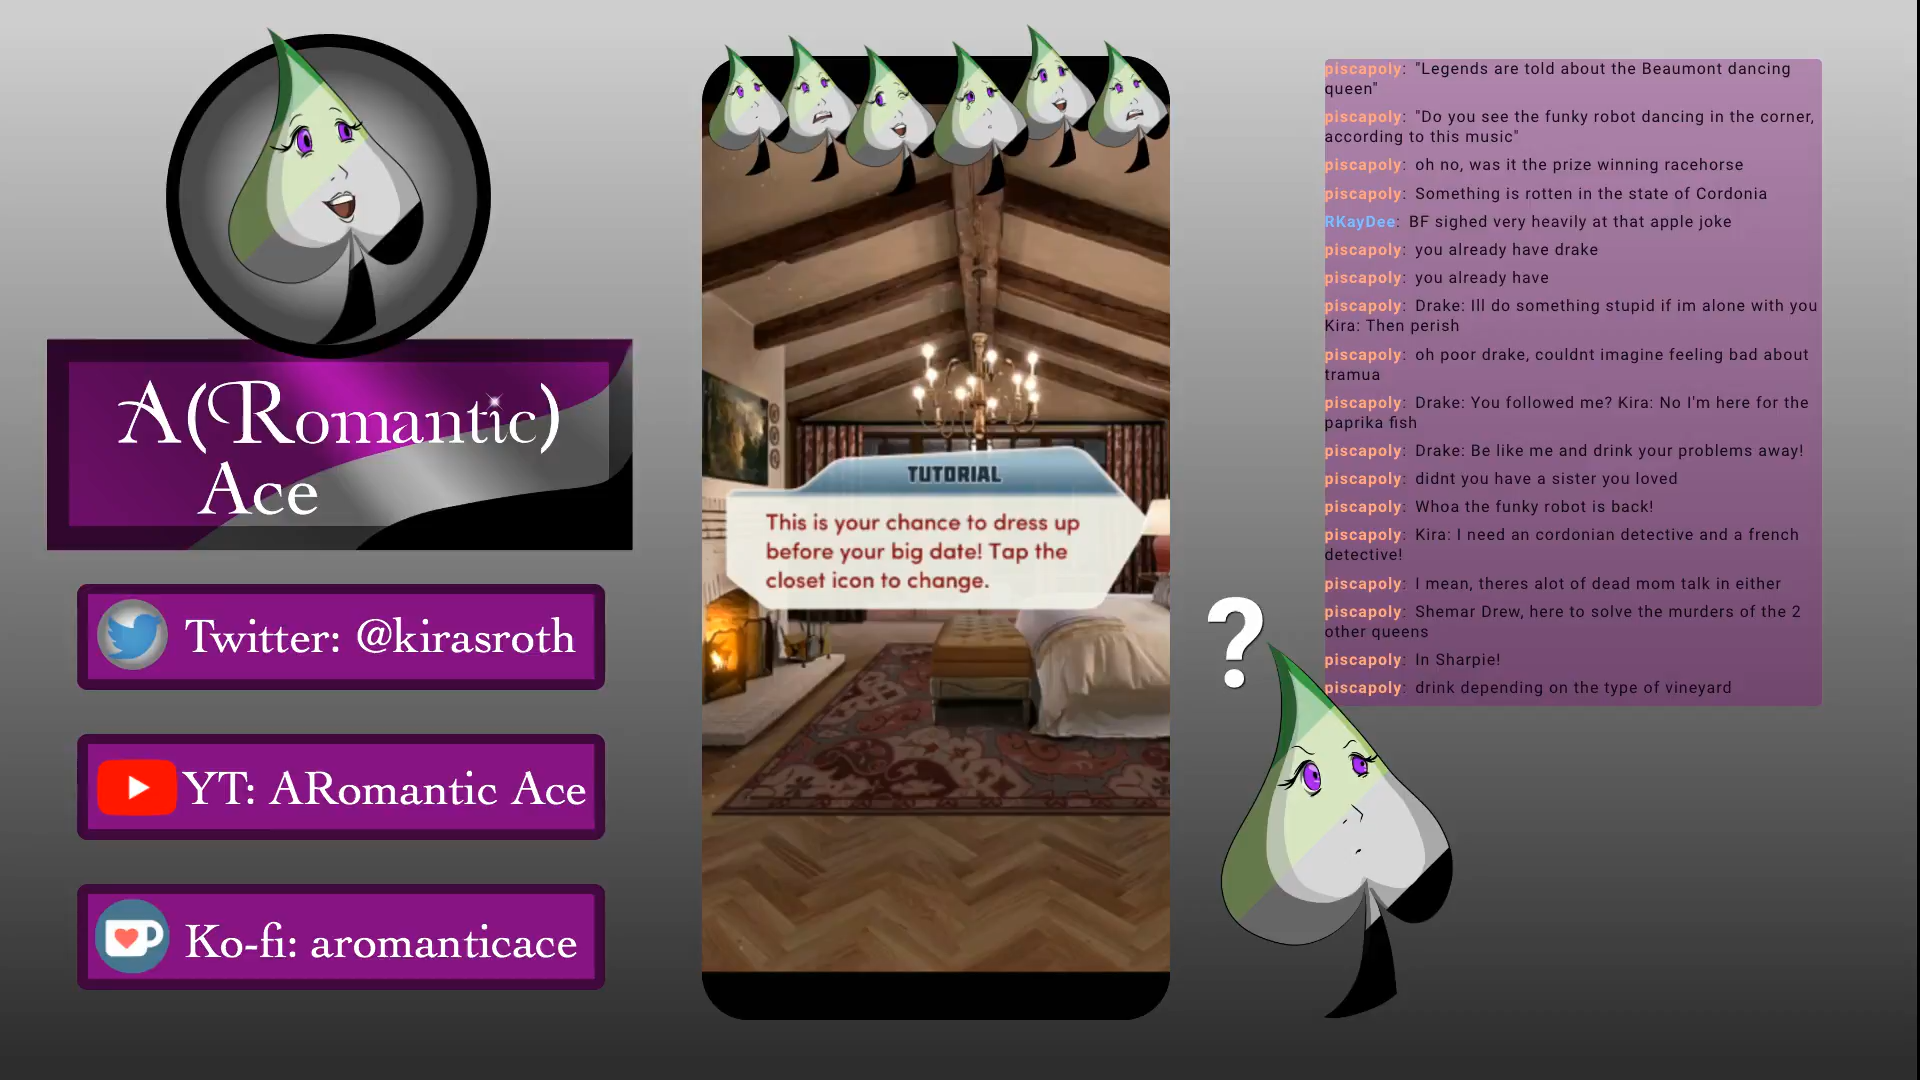 A(Romantic)
Ace
Twitter: @kirasroth
YT: ARomantic Ace
Ko-fi: aromanticace
TUTORIAL
This is your chance to dress up
before your big date! Tap the
closet icon to change.
?
piscapoly: "Legends are told about the Beaumont dancing
queen"
piscapoly: "Do you see the funky robot dancing in the corner,
according to this music"
piscapoly: oh no, was it the prize winning racehorse
piscapoly: Something is rotten in the state of Cordonia
RKayDee: BF sighed very heavily at that apple joke
piscapoly: you already have drake
piscapoly: you already have
piscapoly: Drake: Ill do something stupid if im alone with you
Kira: Then perish
piscapoly: oh poor drake, couldnt imagine feeling bad about
tramua
piscapoly: Drake: You followed me? Kira: No I'm here for the
paprika fish
piscapoly: Drake: Be like me and drink your problems away!
piscapoly: didnt you have a sister you loved
piscapoly: Whoa the funky robot is back!
piscapoly: Kira: I need an cordonian detective and a french
detective!
piscapoly: I mean, theres alot of dead mom talk in either
piscapoly: Shemar Drew, here to solve the murders of the 2
other queens
piscapoly: In Sharpie!
piscapoly: drink depending on the type of vineyard